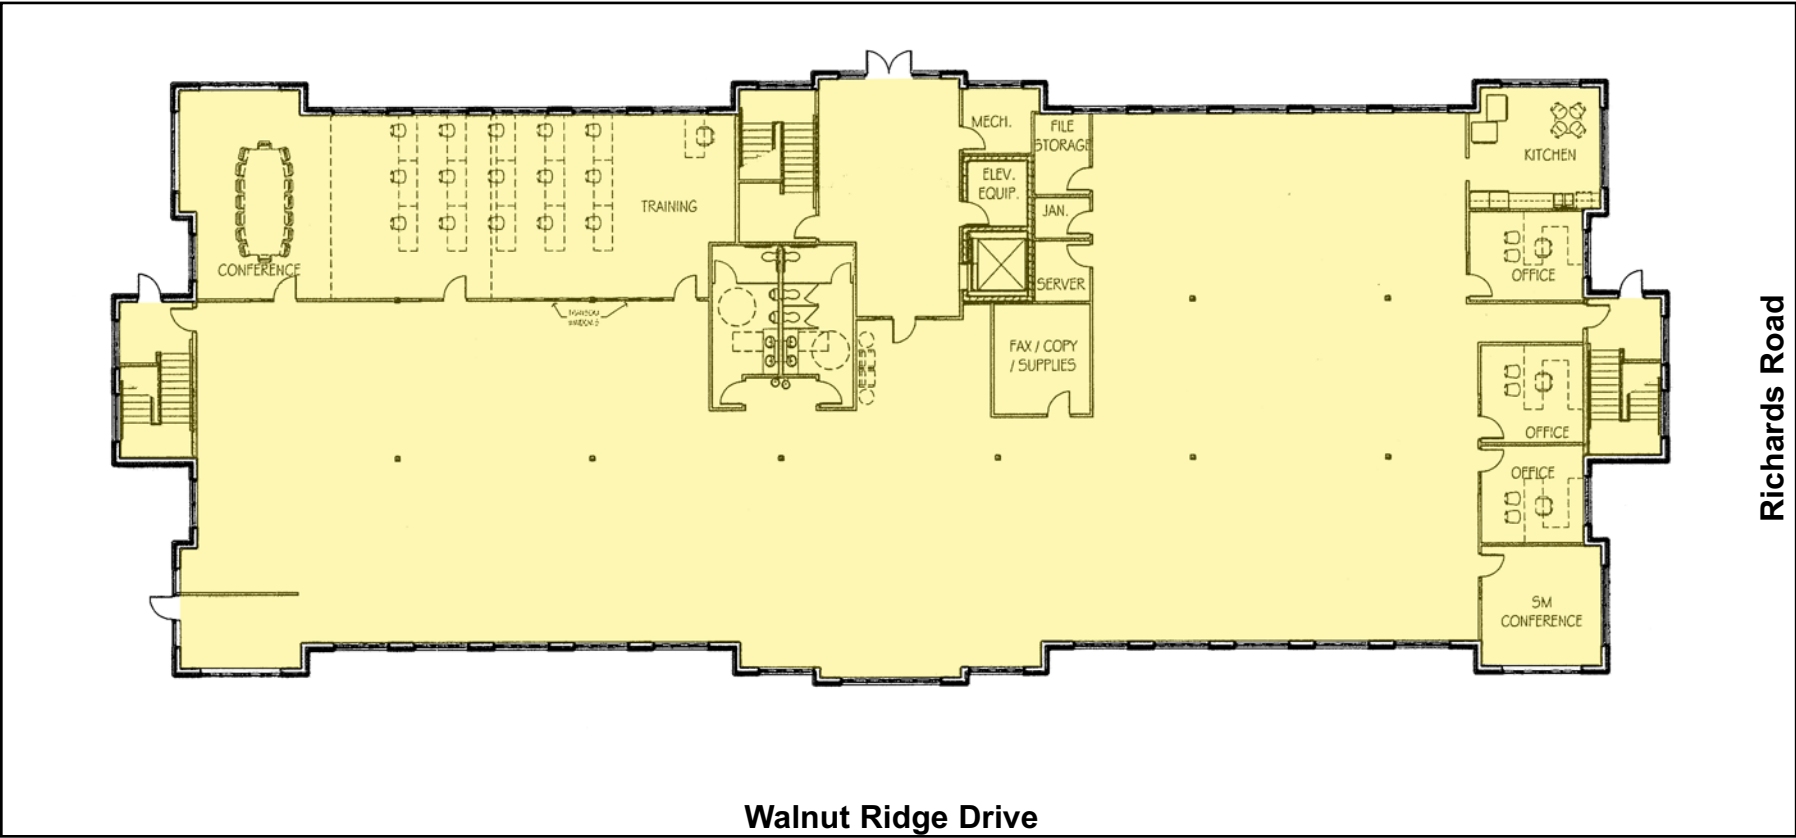 MECH.
FILE
STORAGE
KITCHEN
ELEV.
EQUIP.
TRAINING
JAN.
CONFERENCE
OFFICE
SERVER
FAX / COPY
/ SUPPLIES
OFFICE
OFFICE
SM
CONFERENCE
Richards Road
Walnut Ridge Drive